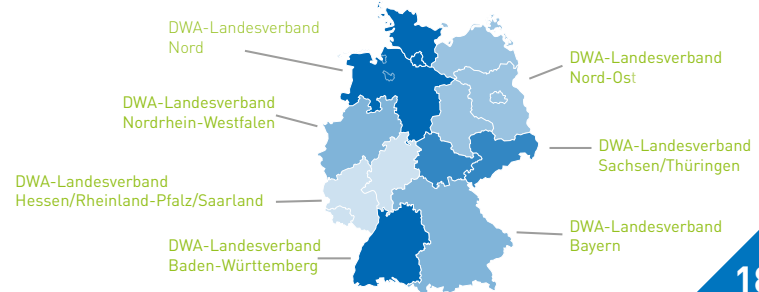 DWA-Landesverband
Nord
DWA-Landesverband
Nord-Ost
DWA-Landesverband
Nordrhein-Westfalen
DWA-Landesverband
Sachsen/Thüringen
DWA-Landesverband
Hessen/Rheinland-Pfalz/Saarland
DWA-Landesverband
Bayern
DWA-Landesverband
Baden-Württemberg